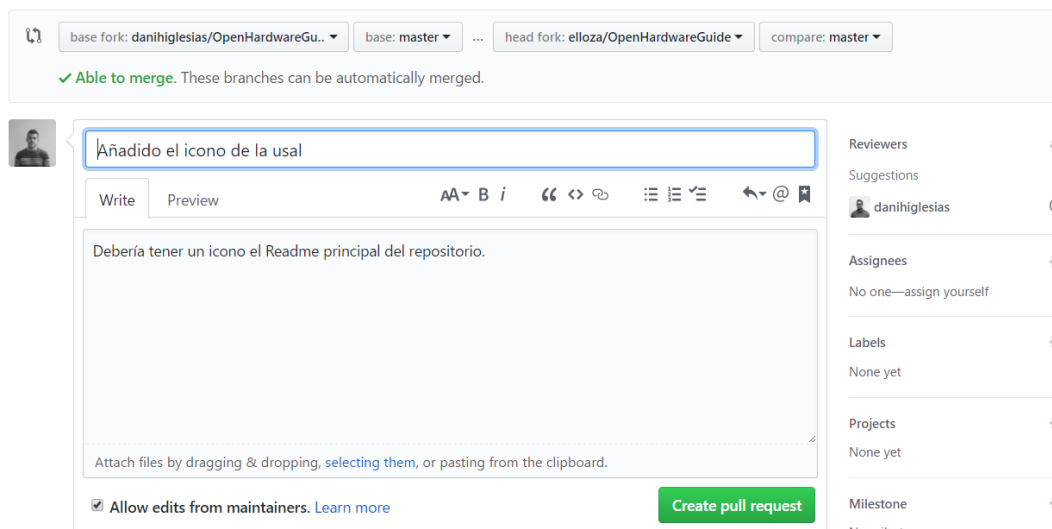 base fork: danihiglesias/OpenHardwareGu.. base: master ... head fork: elloza/OpenHardwareGuide compare: master
Able to merge. These branches can be automatically merged.
Añadido el icono de la usal
Write Preview AA B i @
Debería tener un icono el Readme principal del repositorio.
Attach files by dragging & dropping, selecting them, or pasting from the clipboard.
Allow edits from maintainers. Learn more Create pull request
Reviewers
Suggestions
danihiglesias
Assignees
No one—assign yourself
Labels
None yet
Projects
None yet
Milestone